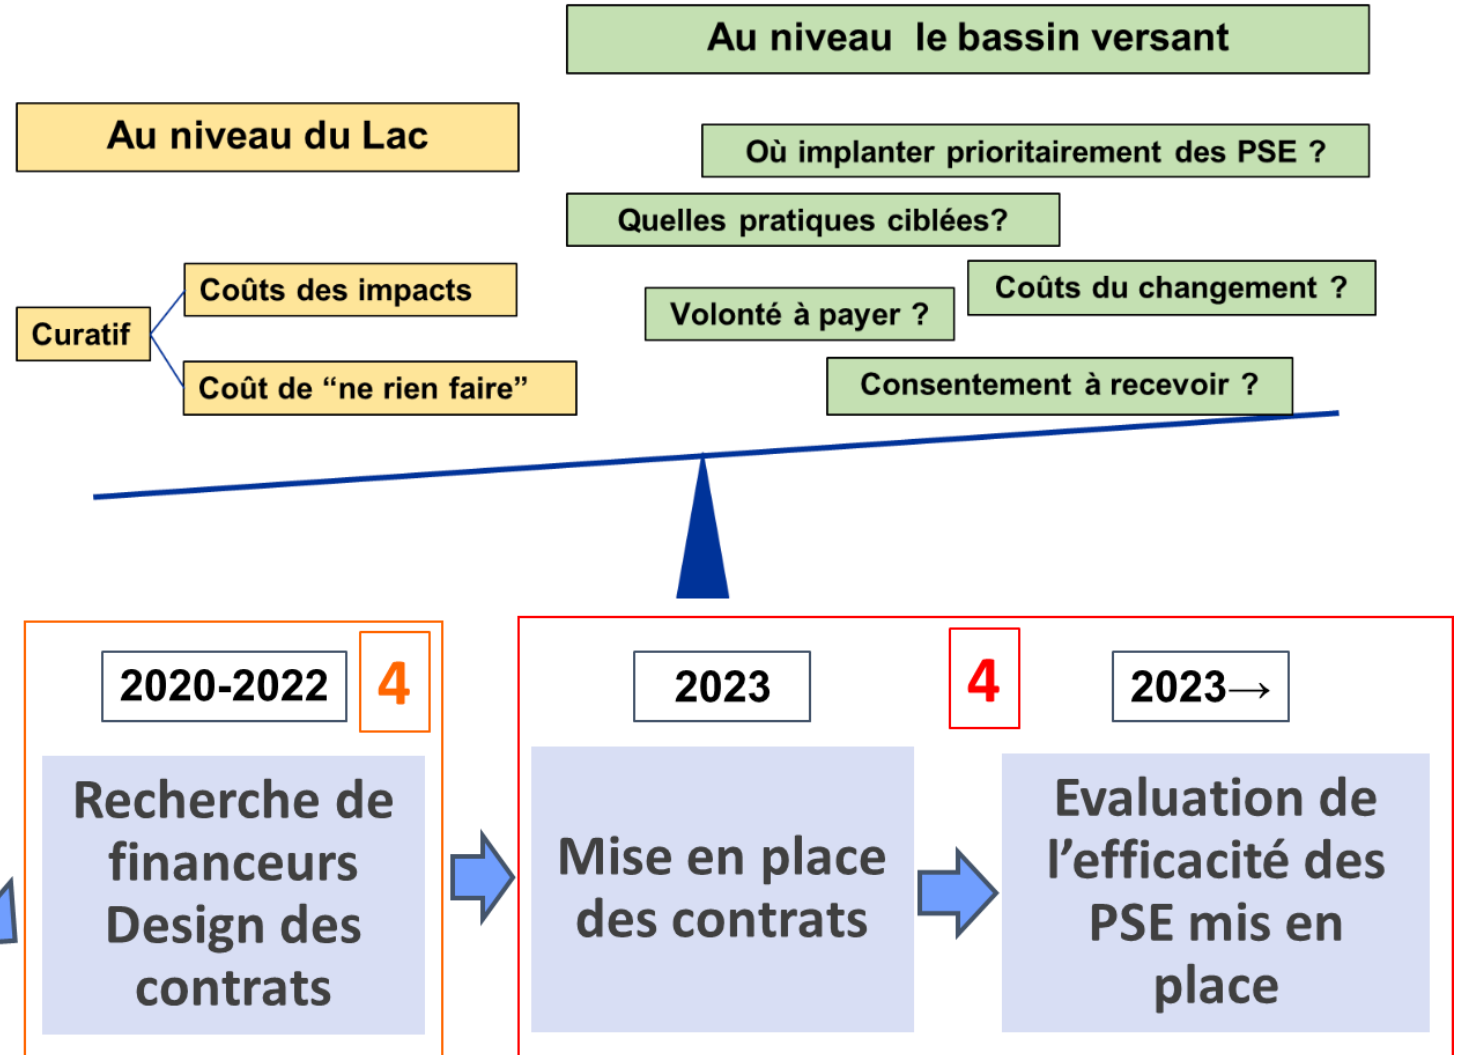 Au niveau  le bassin versant
Au niveau du Lac
Où implanter prioritairement des PSE ?
Quelles pratiques ciblées?
Coûts des impacts
Coûts du changement ?
Volonté à payer ?
Curatif
Coût de “ne rien faire”
Consentement à recevoir ?
2020-2022
4
2023
4
2023→
Recherche de
financeurs
Design des
contrats
Mise en place
des contrats
Evaluation de
l’efficacité des
PSE mis en
place